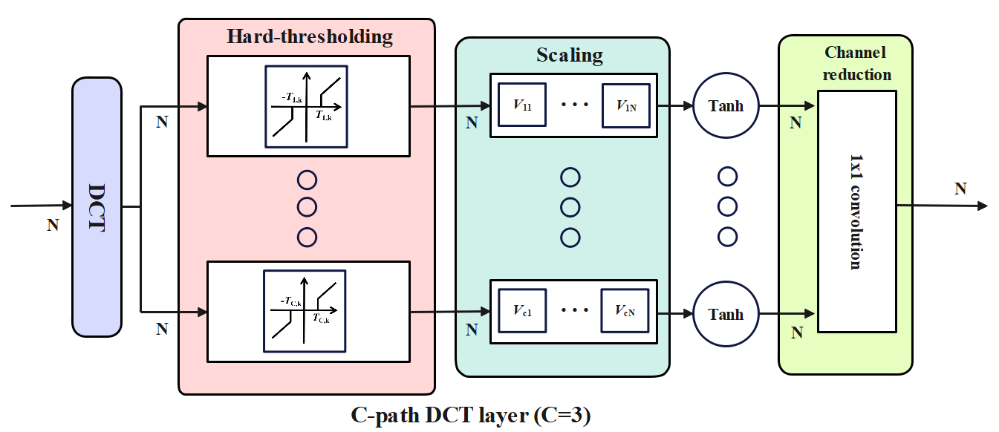 Hard-thresholding
Scaling
Channel
reduction
DCT
N
N
-T1,k
T1,k
N
V11 · · · V1N
Tanh
N
1x1 convolution
N
N
-TC,k
TC,k
N
Vc1 · · · VcN
Tanh
N
C-path DCT layer (C=3)